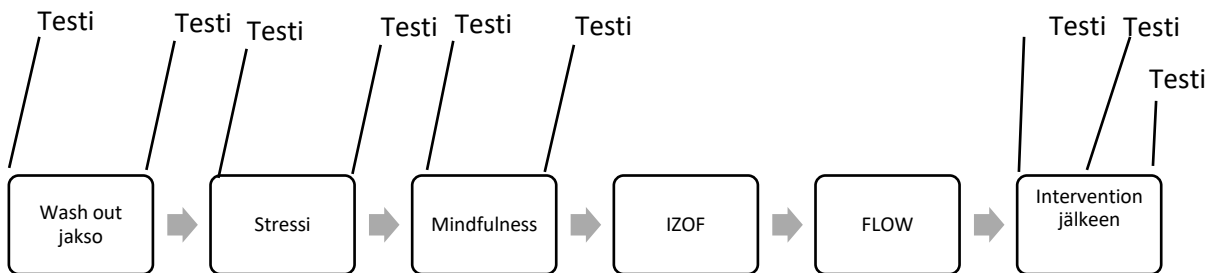 Testi
Testi
Testi
Testi
Testi
Testi
Testi
Testi
Testi
Wash out
jakso
Stressi
Mindfulness
IZOF
FLOW
Intervention
jälkeen